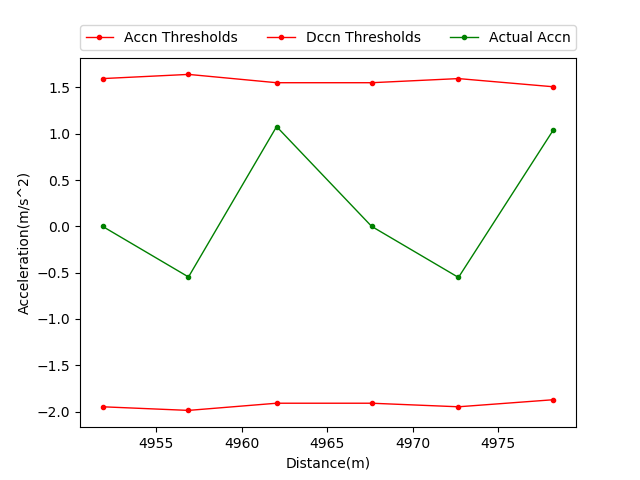 Accn Thresholds Dccn Thresholds Actual Accn
1.5
1.0
0.5
0.0
−0.5
−1.0
−1.5
−2.0
Acceleration(m/s^2)
4955 4960 4965 4970 4975
Distance(m)